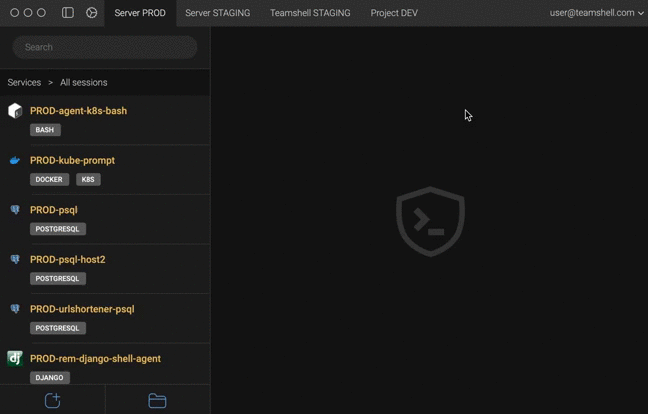 Server PROD Server STAGING Teamshell STAGING Project DEV user@teamshell.com
Search
Services > All sessions
PROD-agent-k8s-bash
BASH
PROD-kube-prompt
DOCKER K8S
PROD-psql
POSTGRESQL
PROD-psql-host2
POSTGRESQL
PROD-urlshortener-psql
POSTGRESQL
dj PROD-rem-django-shell-agent
DJANGO